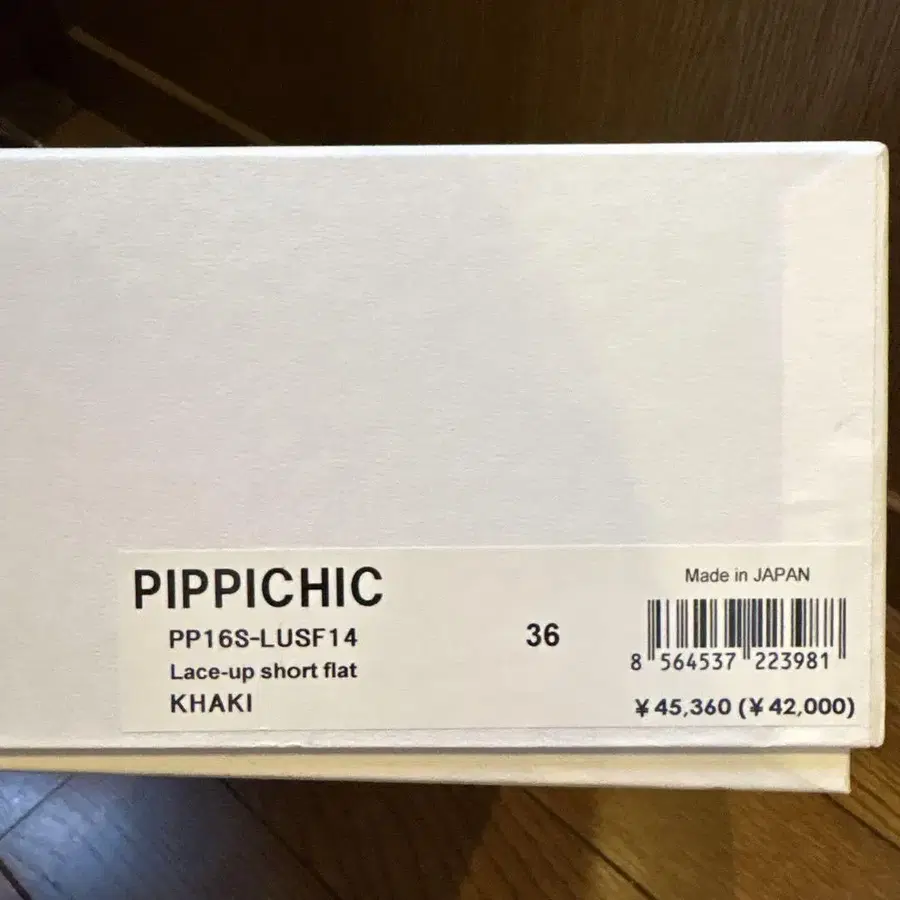 PIPPICHIC
PP16S-LUSF14
Lace-up short flat
KHAKI
36
Made in JAPAN
8 564537 223981
¥45,360 (¥42,000)